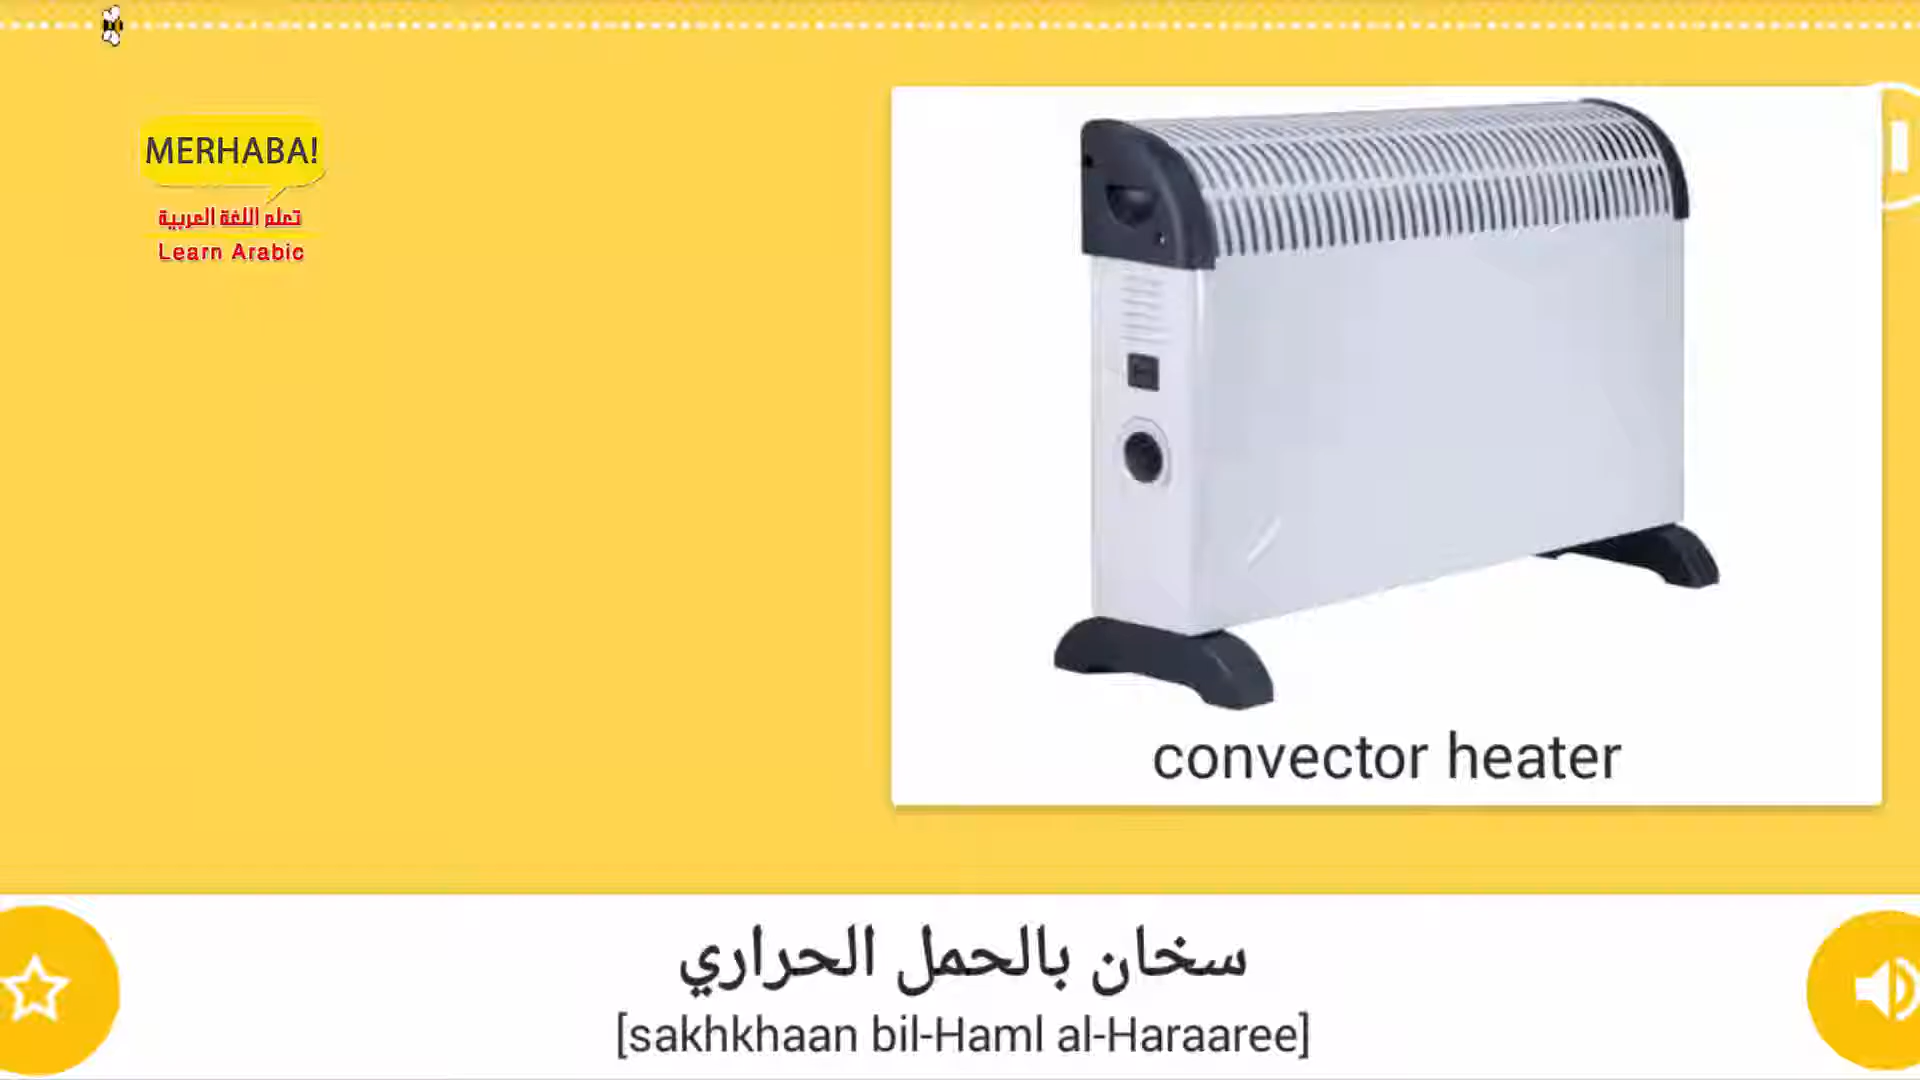 MERHABA!
تعلم اللغة العربية
Learn Arabic
convector heater
سخان بالحمل الحراري
[sakhkhaan bil-Haml al-Haraaree]